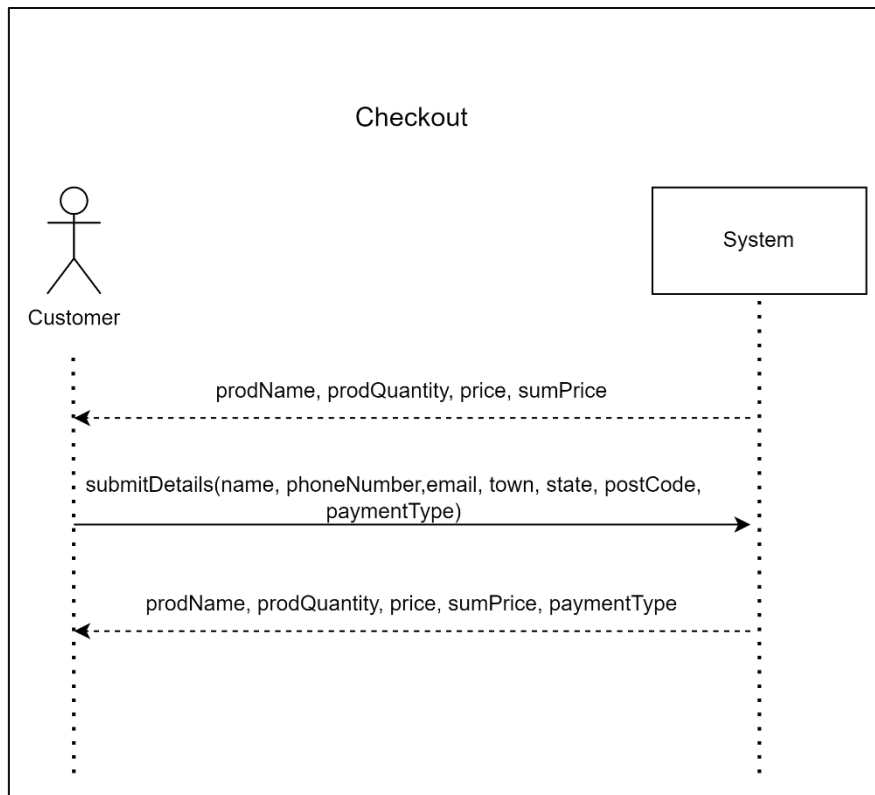 Checkout
System
Customer
prodName, prodQuantity, price, sumPrice
submitDetails(name, phoneNumber,email, town, state, postCode,
paymentType)
prodName, prodQuantity, price, sumPrice, paymentType